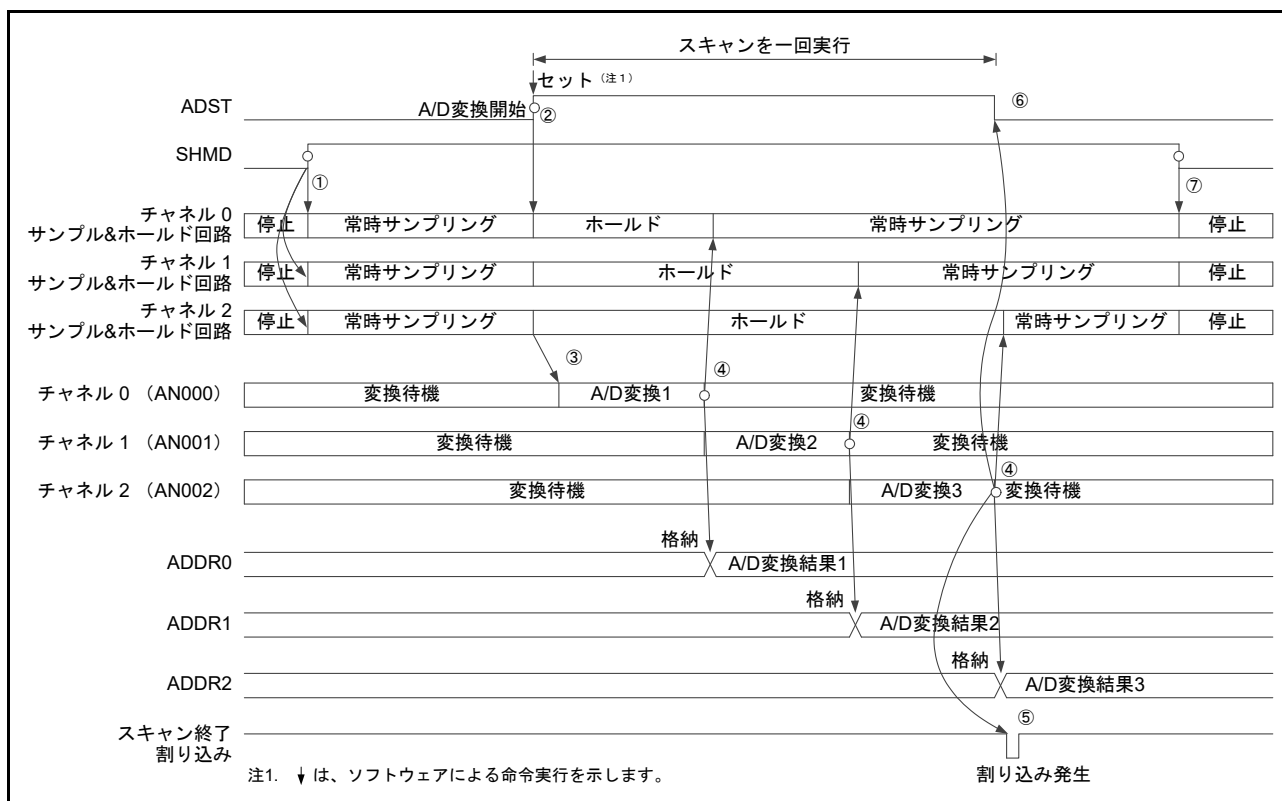 スキャンを一回実行
セット（注１）
ADST
A/D変換開始
②
⑥
SHMD
①
⑦
チャネル 0
サンプル&ホールド回路
停止
常時サンプリング
ホールド
常時サンプリング
停止
チャネル 1
サンプル&ホールド回路
停止
常時サンプリング
ホールド
常時サンプリング
停止
チャネル 2
サンプル&ホールド回路
停止
常時サンプリング
ホールド
常時サンプリング
停止
③
④
チャネル 0 （AN000）
変換待機
A/D変換1
変換待機
④
チャネル 1 （AN001）
変換待機
A/D変換2
変換待機
④
チャネル 2 （AN002）
変換待機
A/D変換3
変換待機
格納
ADDR0
A/D変換結果1
格納
ADDR1
A/D変換結果2
格納
ADDR2
A/D変換結果3
スキャン終了
割り込み
⑤
割り込み発生
注1. ↓ は、ソフトウェアによる命令実行を示します。